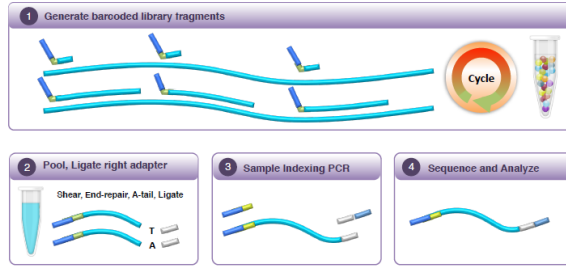 1 Generate barcoded library fragments
Cycle
2 Pool, Ligate right adapter
Shear, End-repair, A-tail, Ligate
T
A
3 Sample Indexing PCR
4 Sequence and Analyze